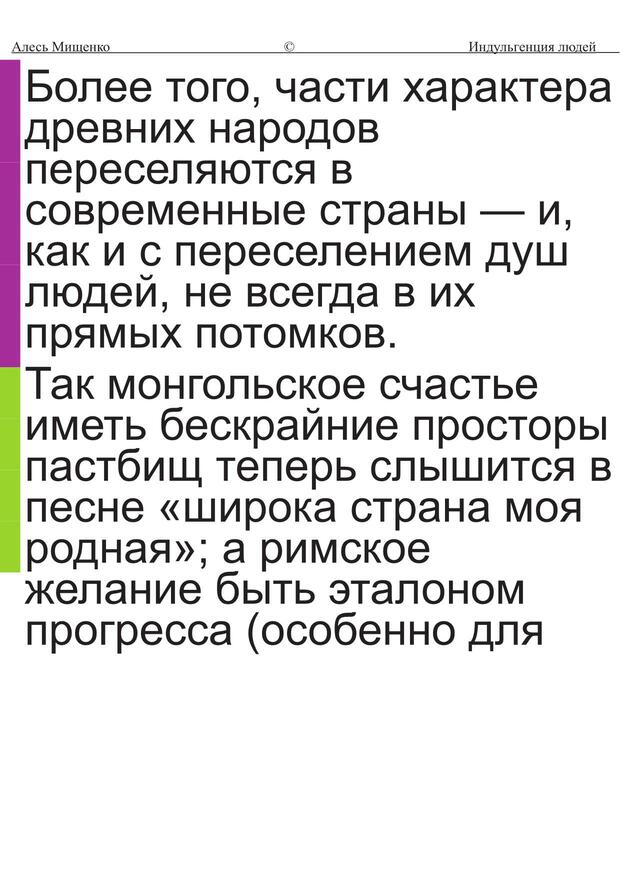 Алесь Мищенко © Индульгенция людей
Более того, части характера
древних народов
переселяются в
современные страны — и,
как и с переселением душ
людей, не всегда в их
прямых потомков.
Так монгольское счастье
иметь бескрайние просторы
пастбищ теперь слышится в
песне «широка страна моя
родная»; а римское
желание быть эталоном
прогресса (особенно для